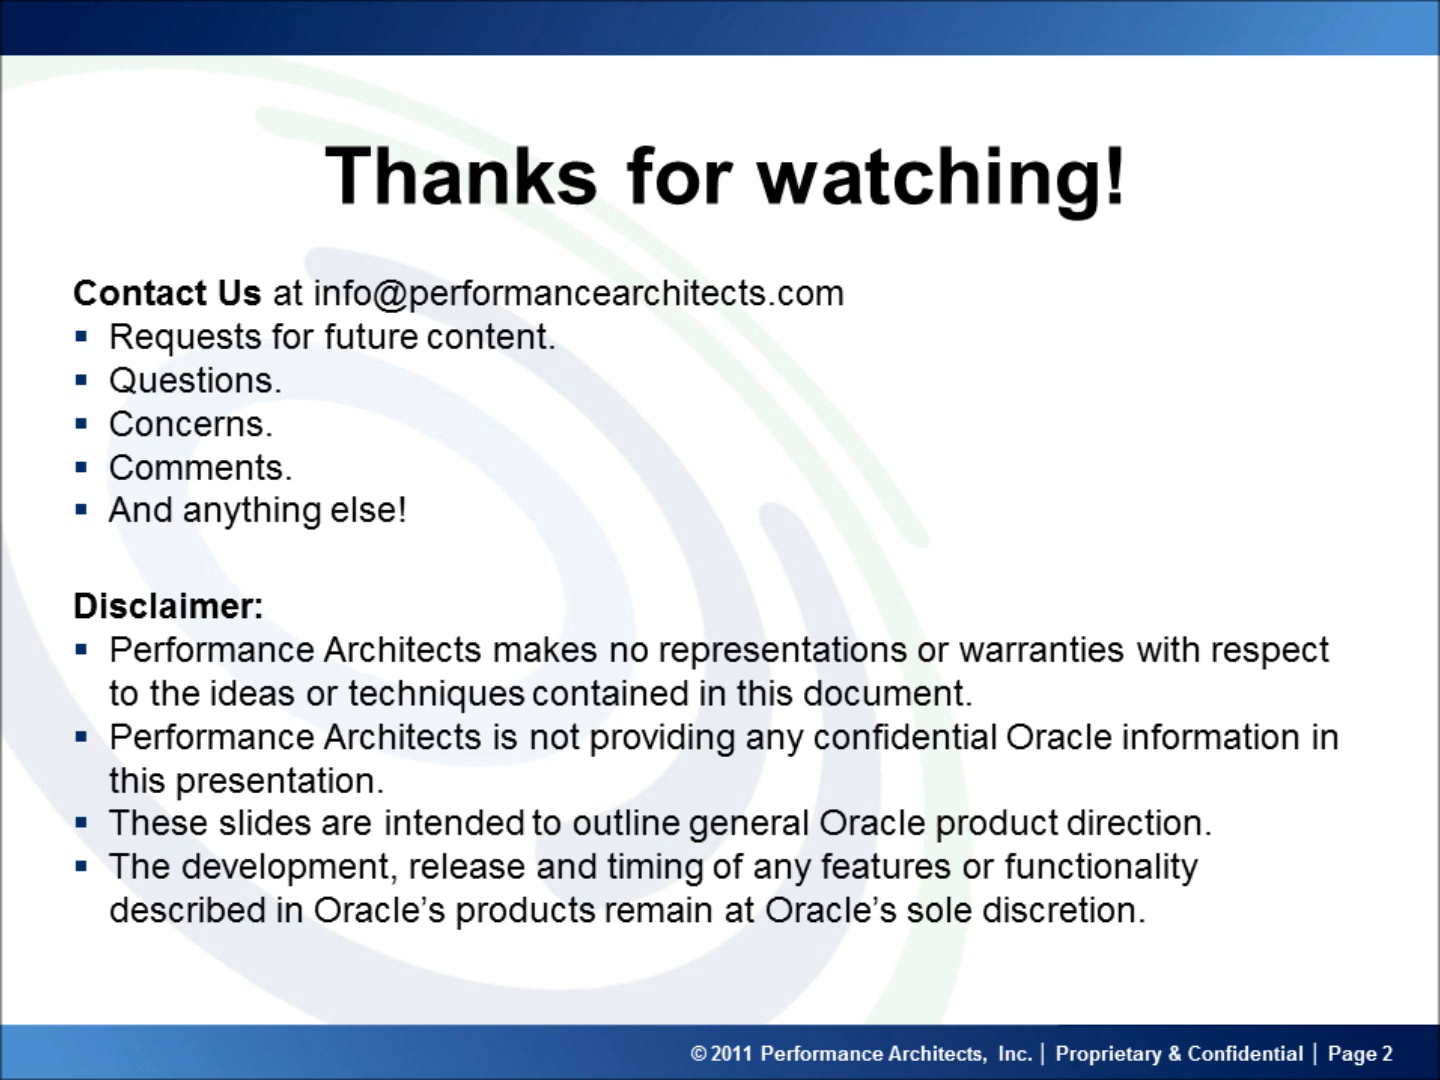 Thanks for watching!
Contact Us at info@performancearchitects.com
▪ Requests for future content.
▪ Questions.
▪ Concerns.
▪ Comments.
▪ And anything else!
Disclaimer:
▪ Performance Architects makes no representations or warranties with respect
to the ideas or techniques contained in this document.
▪ Performance Architects is not providing any confidential Oracle information in
this presentation.
▪ These slides are intended to outline general Oracle product direction.
▪ The development, release and timing of any features or functionality
described in Oracle’s products remain at Oracle’s sole discretion.
© 2011 Performance Architects, Inc. | Proprietary & Confidential | Page 2